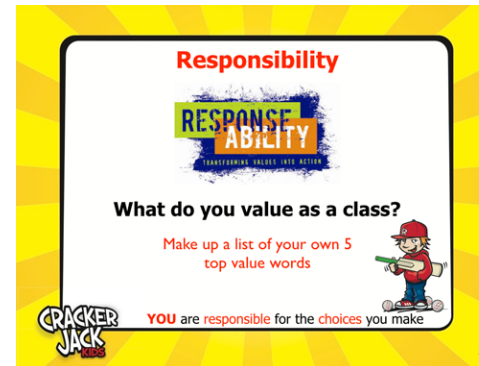 Responsibility
RESPONSE
ABILITY
TRANSFORMING VALUES INTO ACTION
What do you value as a class?
Make up a list of your own 5
top value words
YOU are responsible for the choices you make
CRACKER
JACK
KIDS